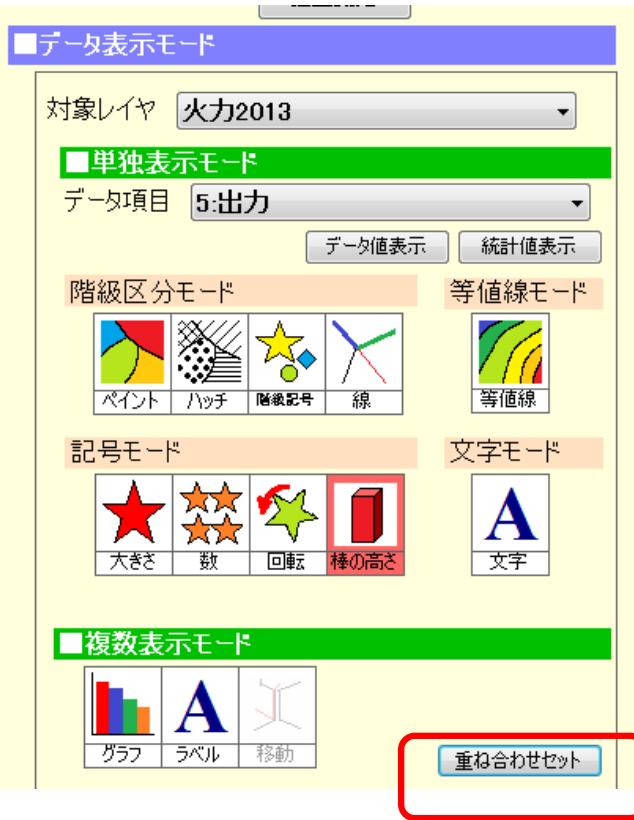 ■データ表示モード
対象レイヤ 火力2013
■単独表示モード
データ項目 5:出力
データ値表示 統計値表示
階級区分モード 等値線モード
ペイント ハッチ 階級記号 線 等値線
記号モード 文字モード
A
大きさ 数 回転 棒の高さ 文字
■複数表示モード
A
グラフ ラベル 移動
重ね合わせセット